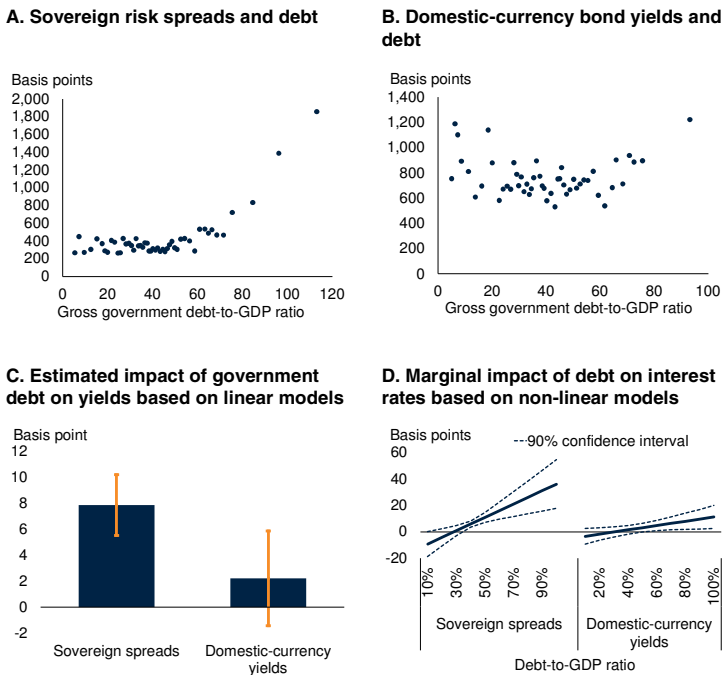 A. Sovereign risk spreads and debt
Basis points
2,000
1,800
1,600
1,400
1,200
1,000
800
600
400
200
0
0 20 40 60 80 100 120
Gross government debt-to-GDP ratio
B. Domestic-currency bond yields and
debt
Basis points
1,400
1,200
1,000
800
600
400
200
0
0 20 40 60 80 100
Gross government debt-to-GDP ratio
C. Estimated impact of government
debt on yields based on linear models
Basis point
12
10
8
6
4
2
0
-2
Sovereign spreads
Domestic-currency
yields
D. Marginal impact of debt on interest
rates based on non-linear models
Basis points
90% confidence interval
60
40
20
0
-20
10% 30% 50% 70% 90% 20% 40% 60% 80% 100%
Sovereign spreads
Domestic-currency
yields
Debt-to-GDP ratio